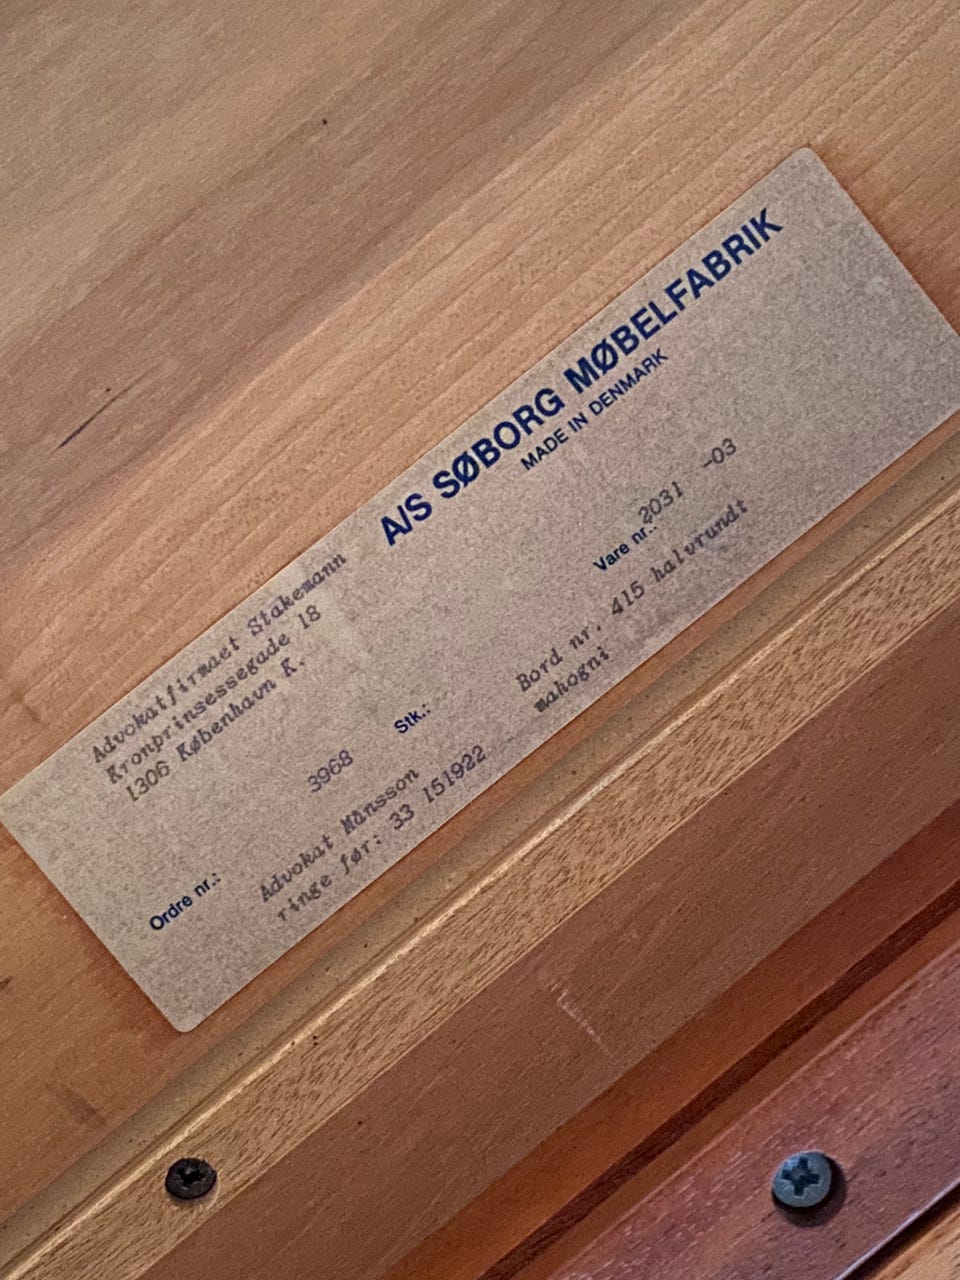 A/S SØBORG MØBELFABRIK
MADE IN DENMARK
Advokatfirmaet Stakemann
Kronprinsessegade 18
1306 København K.
Ordre nr.: 3968 Stk.: Vare nr.: 2031 -03
Advokat Månsson
ringe før: 33 151922
Bord nr. 415 halvrundt
mahogni